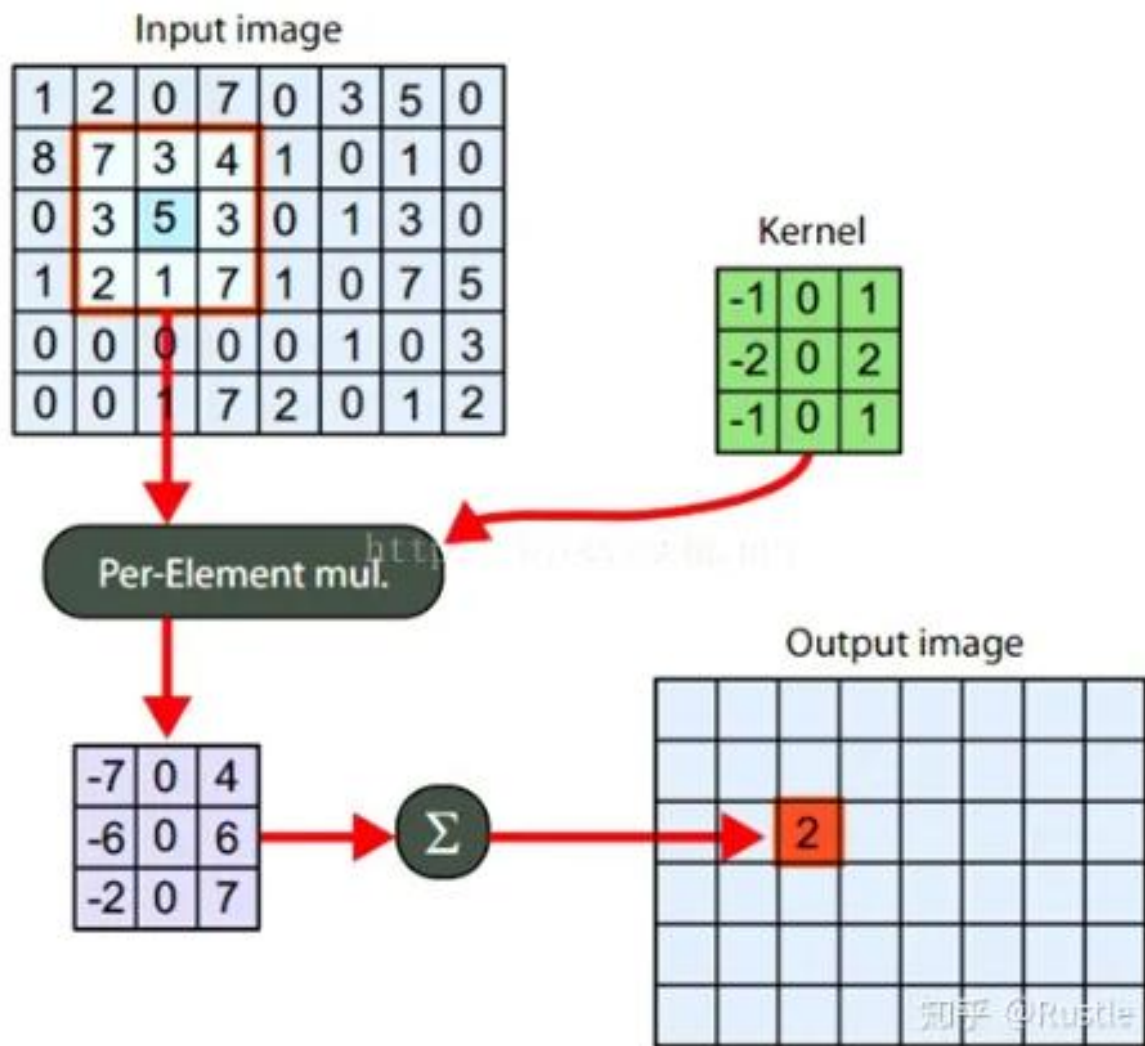 Input image
1 2 0 7 0 3 5 0
8 7 3 4 1 0 1 0
0 3 5 3 0 1 3 0
1 2 1 7 1 0 7 5
0 0 0 0 0 1 0 3
0 0 1 7 2 0 1 2
Kernel
-1 0 1
-2 0 2
-1 0 1
Per-Element mul.
-7 0 4
-6 0 6
-2 0 7
Σ
Output image
2
知乎 @Rustle